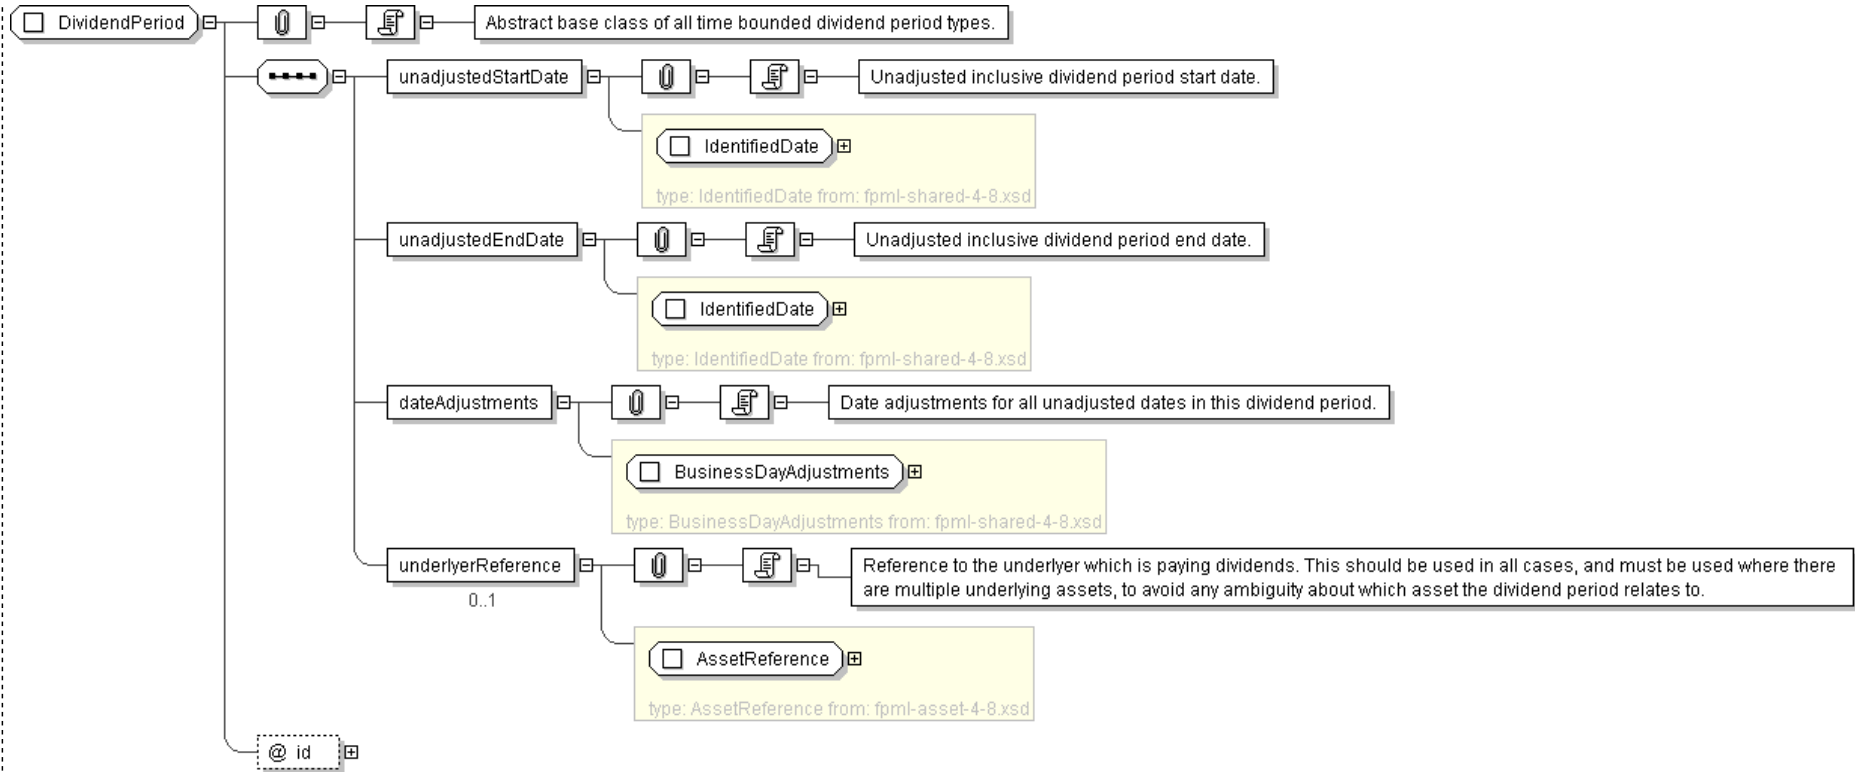 DividendPeriod
Abstract base class of all time bounded dividend period types.
unadjustedStartDate
Unadjusted inclusive dividend period start date.
IdentifiedDate
type: IdentifiedDate from: fpml-shared-4-8.xsd
unadjustedEndDate
Unadjusted inclusive dividend period end date.
IdentifiedDate
type: IdentifiedDate from: fpml-shared-4-8.xsd
dateAdjustments
Date adjustments for all unadjusted dates in this dividend period.
BusinessDayAdjustments
type: BusinessDayAdjustments from: fpml-shared-4-8.xsd
underlyerReference
0..1
Reference to the underlyer which is paying dividends. This should be used in all cases, and must be used where there
are multiple underlying assets, to avoid any ambiguity about which asset the dividend period relates to.
AssetReference
type: AssetReference from: fpml-asset-4-8.xsd
@ id